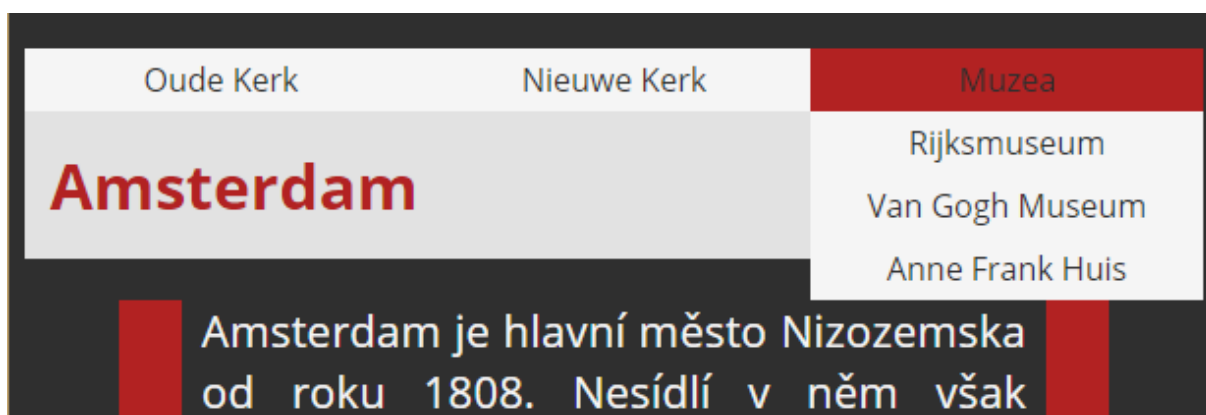 Oude Kerk
Nieuwe Kerk
Muzea
Rijksmuseum
Van Gogh Museum
Anne Frank Huis
Amsterdam
Amsterdam je hlavní město Nizozemska
od roku 1808. Nesídlí v něm však